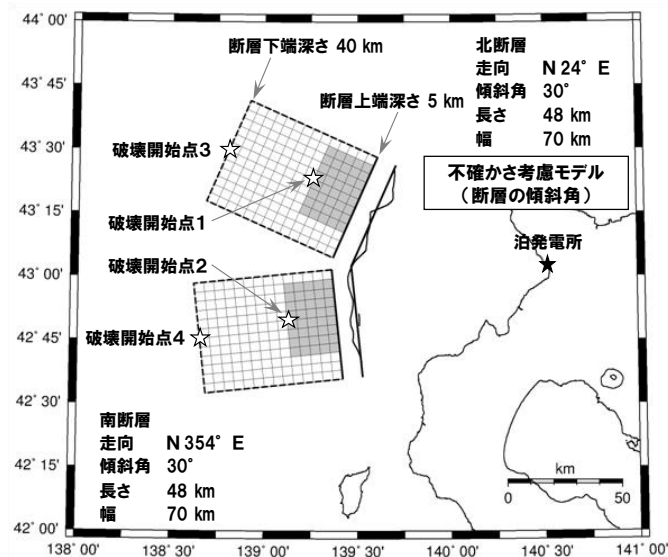 44° 00'
43° 45'
43° 30'
43° 15'
43° 00'
42° 45'
42° 30'
42° 15'
42° 00'
138° 00'
138° 30'
139° 00'
139° 30'
140° 00'
140° 30'
141° 00'
断層下端深さ 40 km
断層上端深さ 5 km
破壊開始点3
破壊開始点1
破壊開始点2
破壊開始点4
北断層
走向 N 24° E
傾斜角 30°
長さ 48 km
幅 70 km
不確かさ考慮モデル
（断層の傾斜角）
泊発電所
南断層
走向 N 354° E
傾斜角 30°
長さ 48 km
幅 70 km
km
0 50